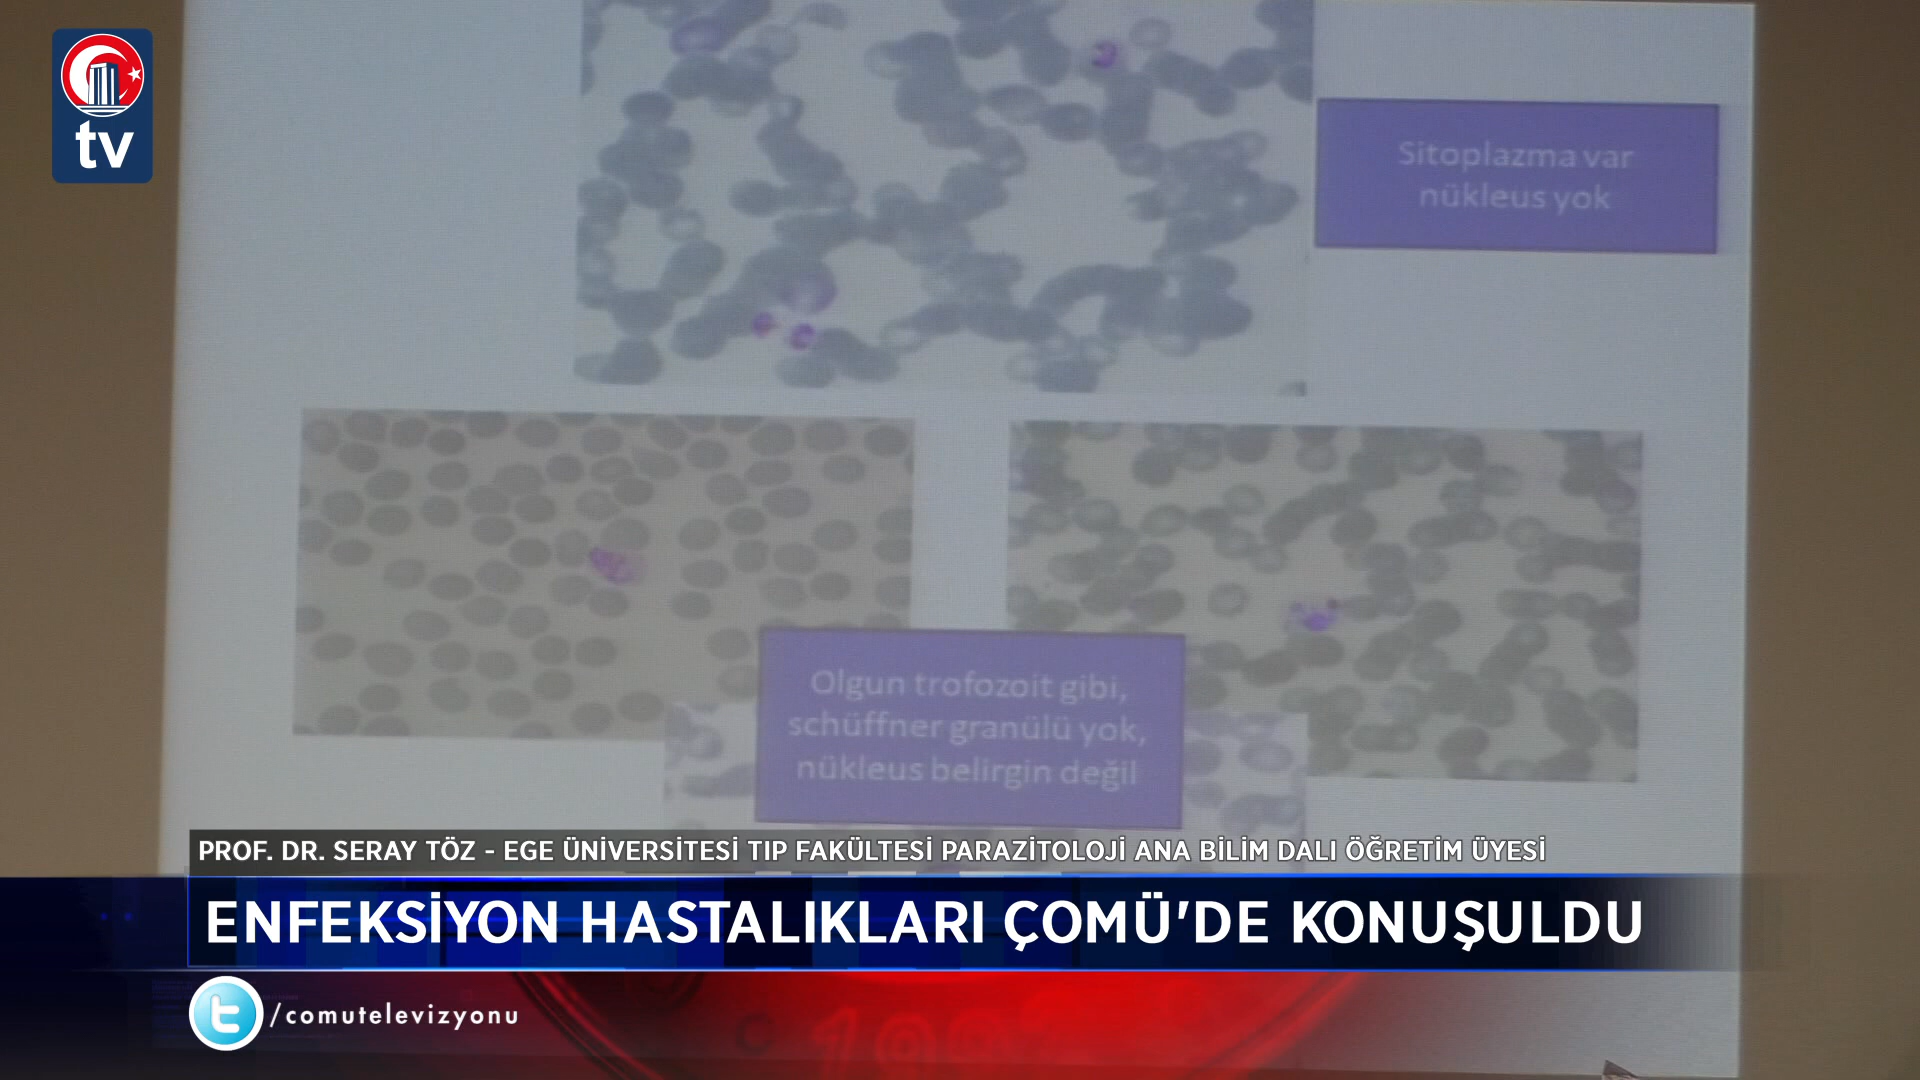 tv
Sitoplazma var
nükleus yok
Olgun trofozoit gibi,
schüffner granülü yok,
nükleus belirgin değil
PROF. DR. SERAY TÖZ - EGE ÜNİVERSİTESİ TIP FAKÜLTESİ PARAZİTOLOJİ ANA BİLİM DALI ÖĞRETİM ÜYESİ
ENFEKSİYON HASTALIKLARI ÇOMÜ'DE KONUŞULDU
/comutelevizyonu